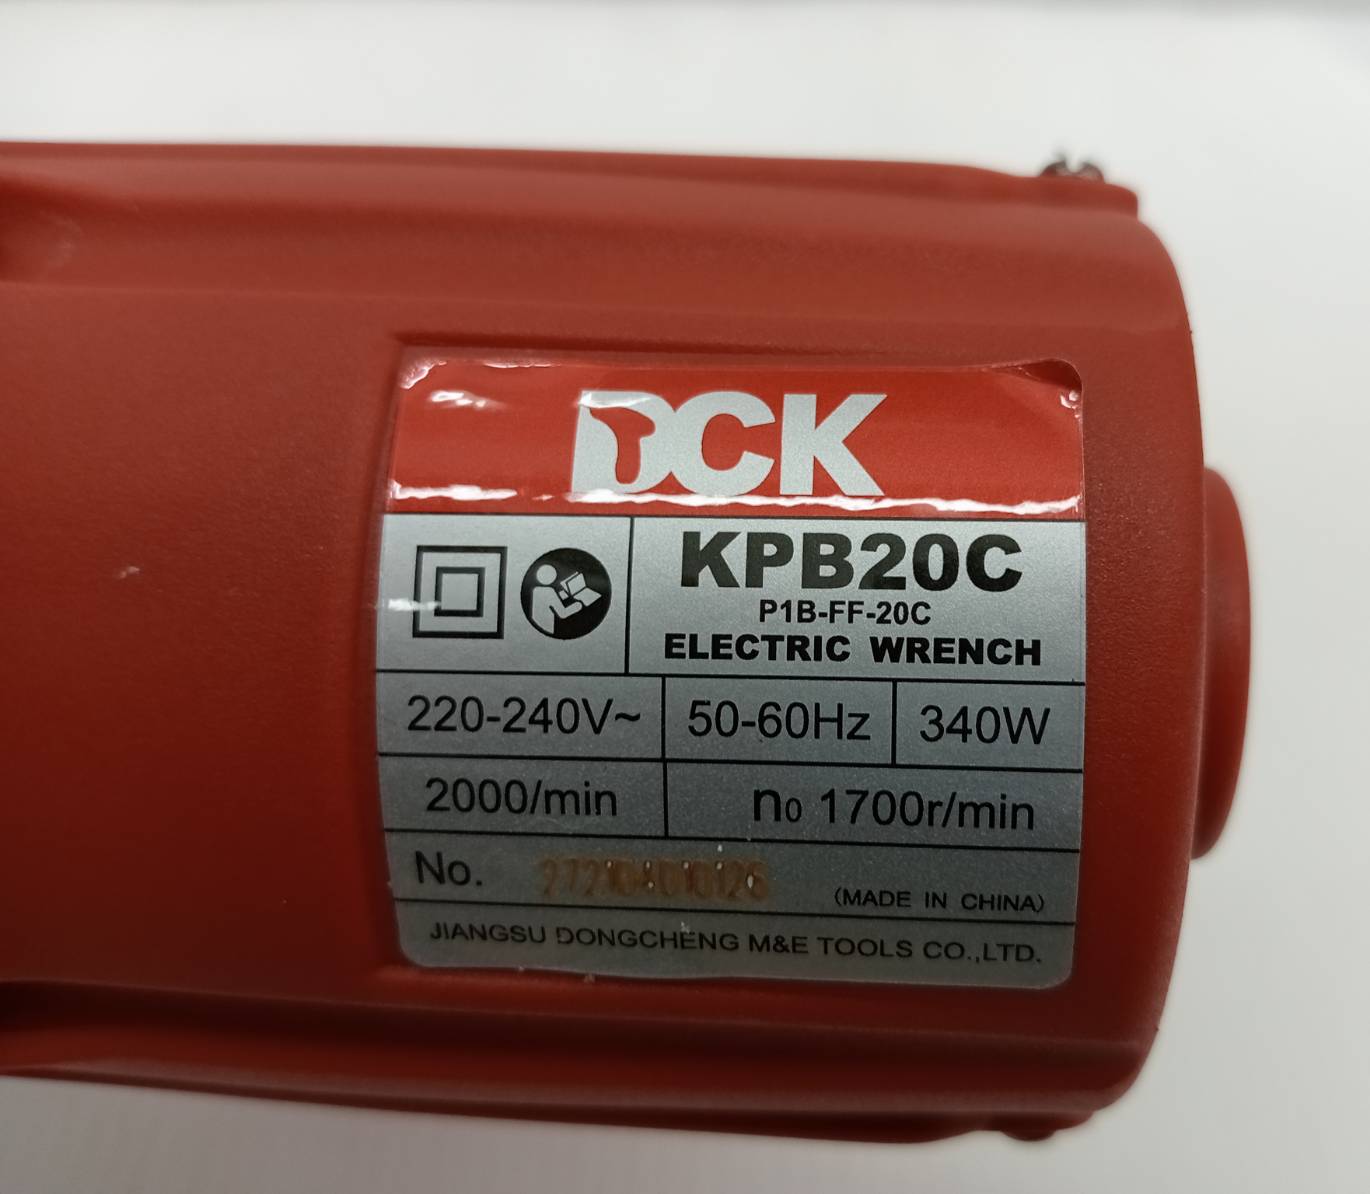 DCK
KPB20C
P1B-FF-20C
ELECTRIC WRENCH
220-240V~ 50-60Hz 340W
2000/min n0 1700r/min
No. (MADE IN CHINA)
JIANGSU DONGCHENG M&E TOOLS CO.,LTD.